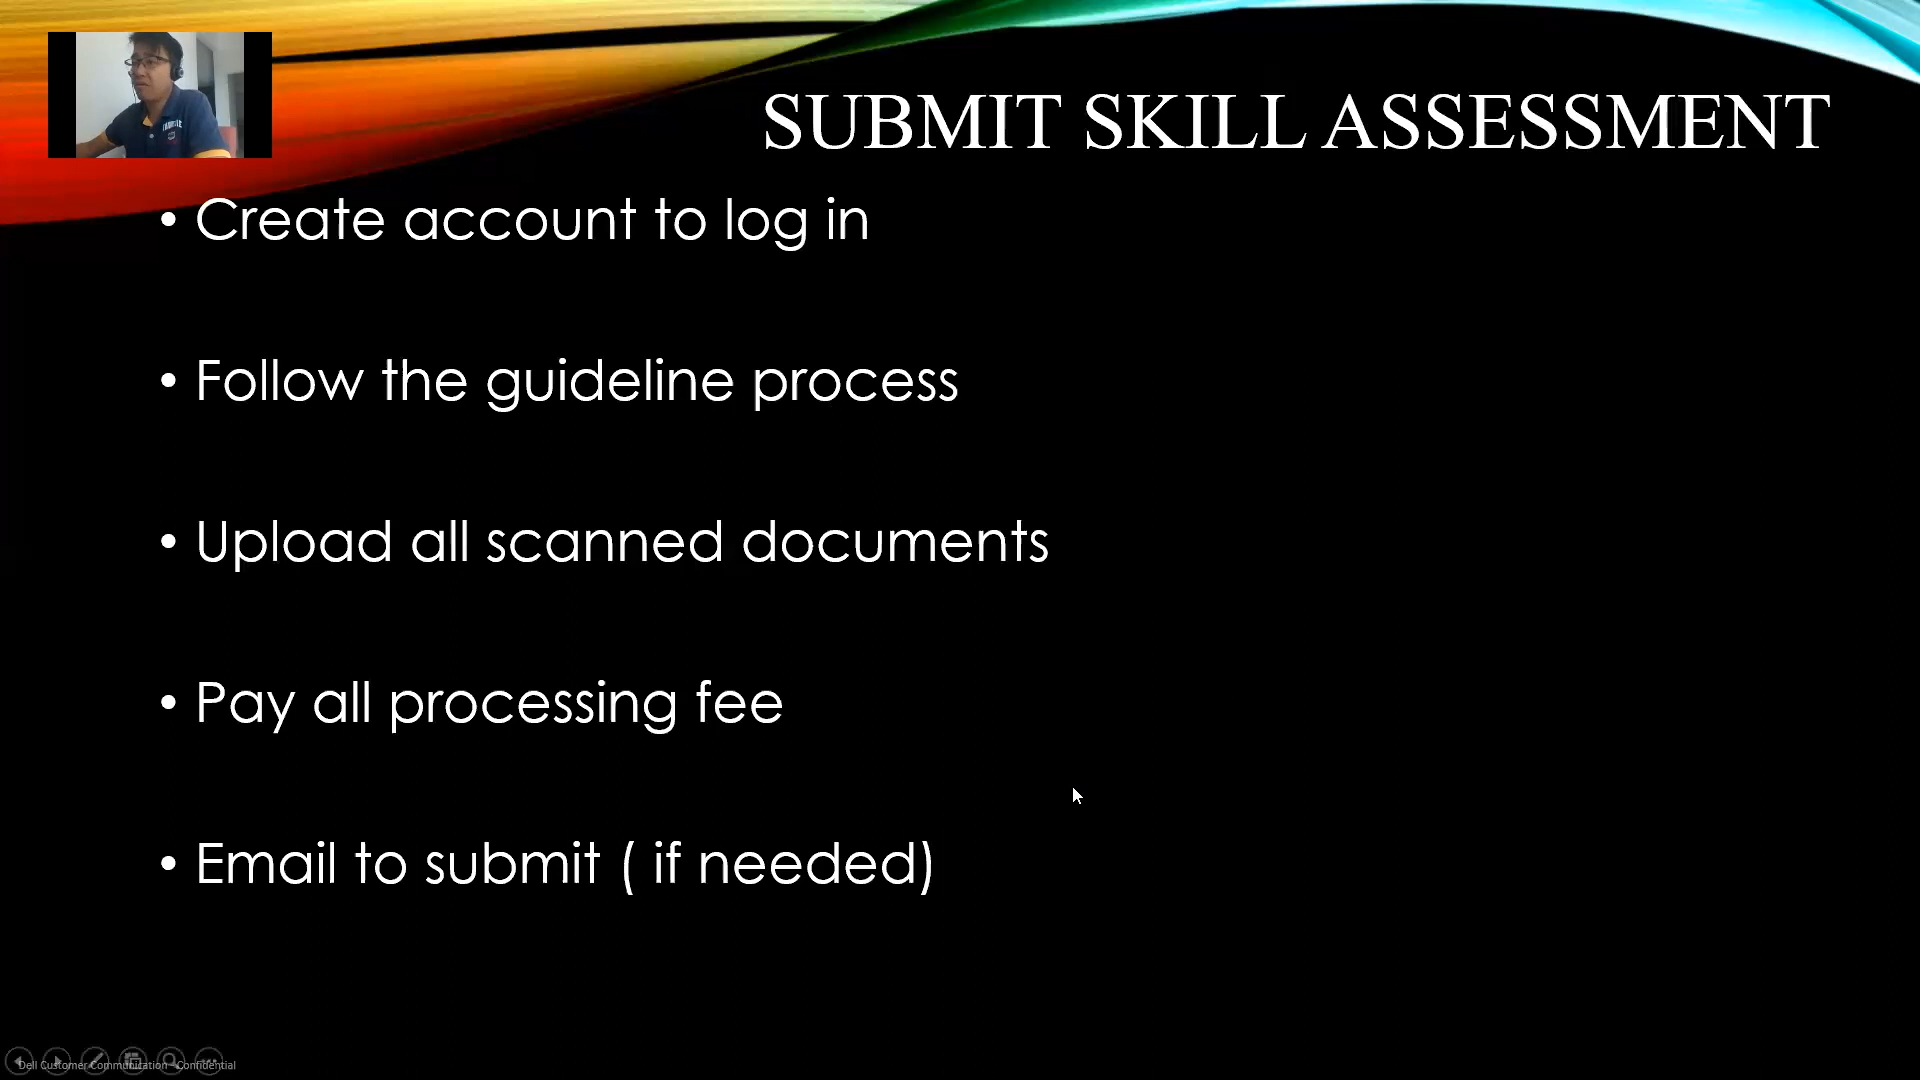 SUBMIT SKILL ASSESSMENT
• Create account to log in
• Follow the guideline process
• Upload all scanned documents
• Pay all processing fee
• Email to submit ( if needed)
Dell Customer Communication - Confidential